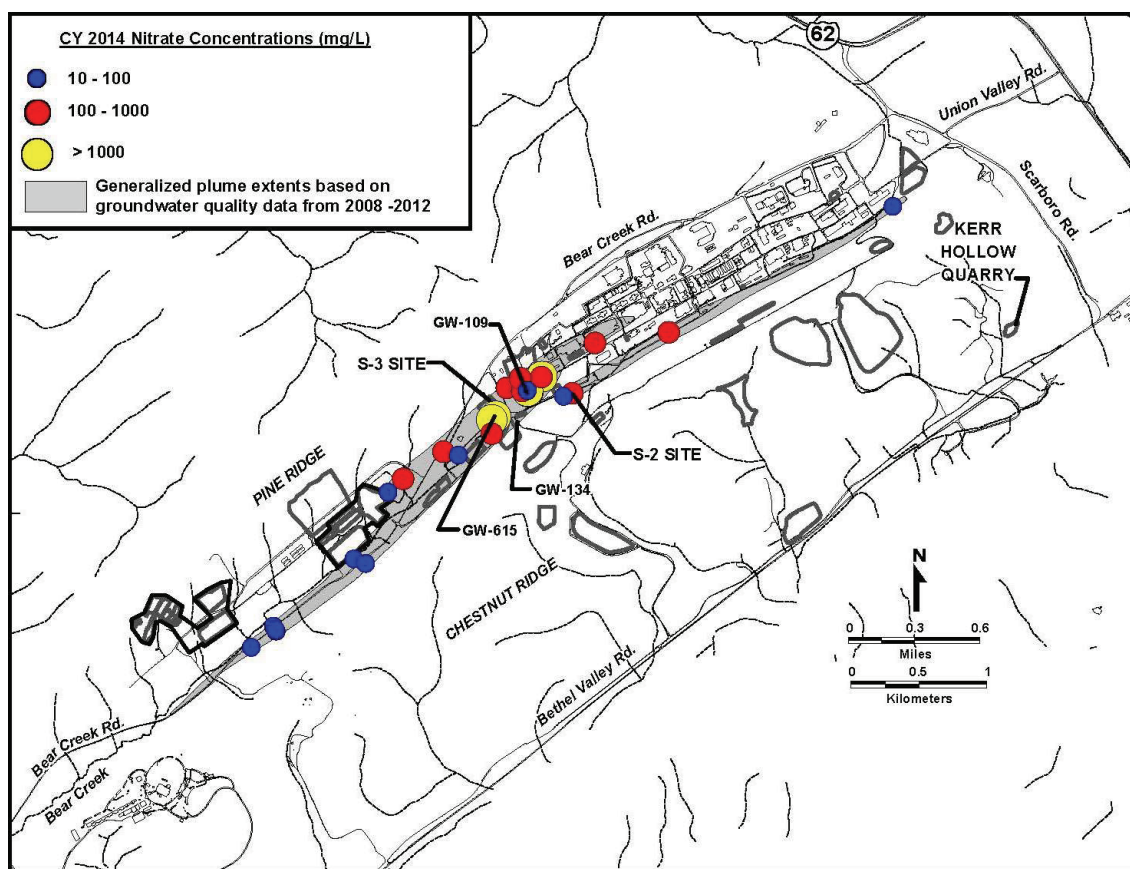 CY 2014 Nitrate Concentrations (mg/L)
10 - 100
100 - 1000
> 1000
Generalized plume extents based on
groundwater quality data from 2008 -2012
62
Union Valley Rd.
Scarboro Rd.
Bear Creek Rd.
KERR
HOLLOW
QUARRY
GW-109
S-3 SITE
S-2 SITE
PINE RIDGE
GW-134
GW-615
CHESTNUT RIDGE
N
0 0.3 0.6
Miles
0 0.5 1
Kilometers
Bethel Valley Rd.
Bear Creek Rd.
Bear Creek